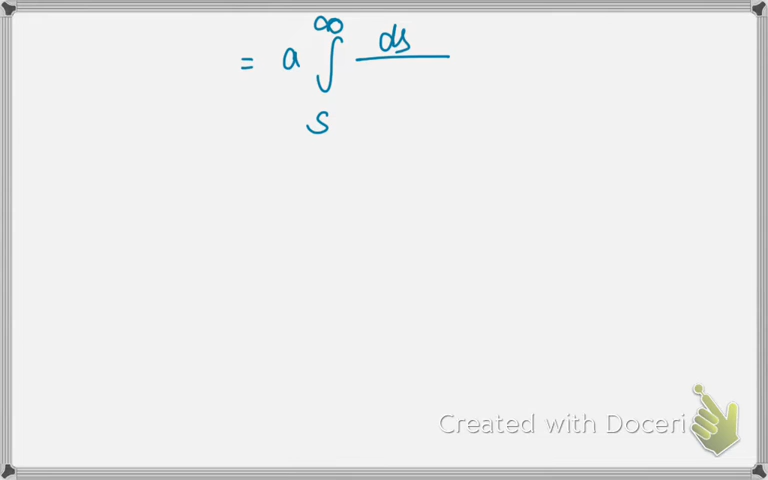 ∞
= a ∫ ds
s
Created with Doceri